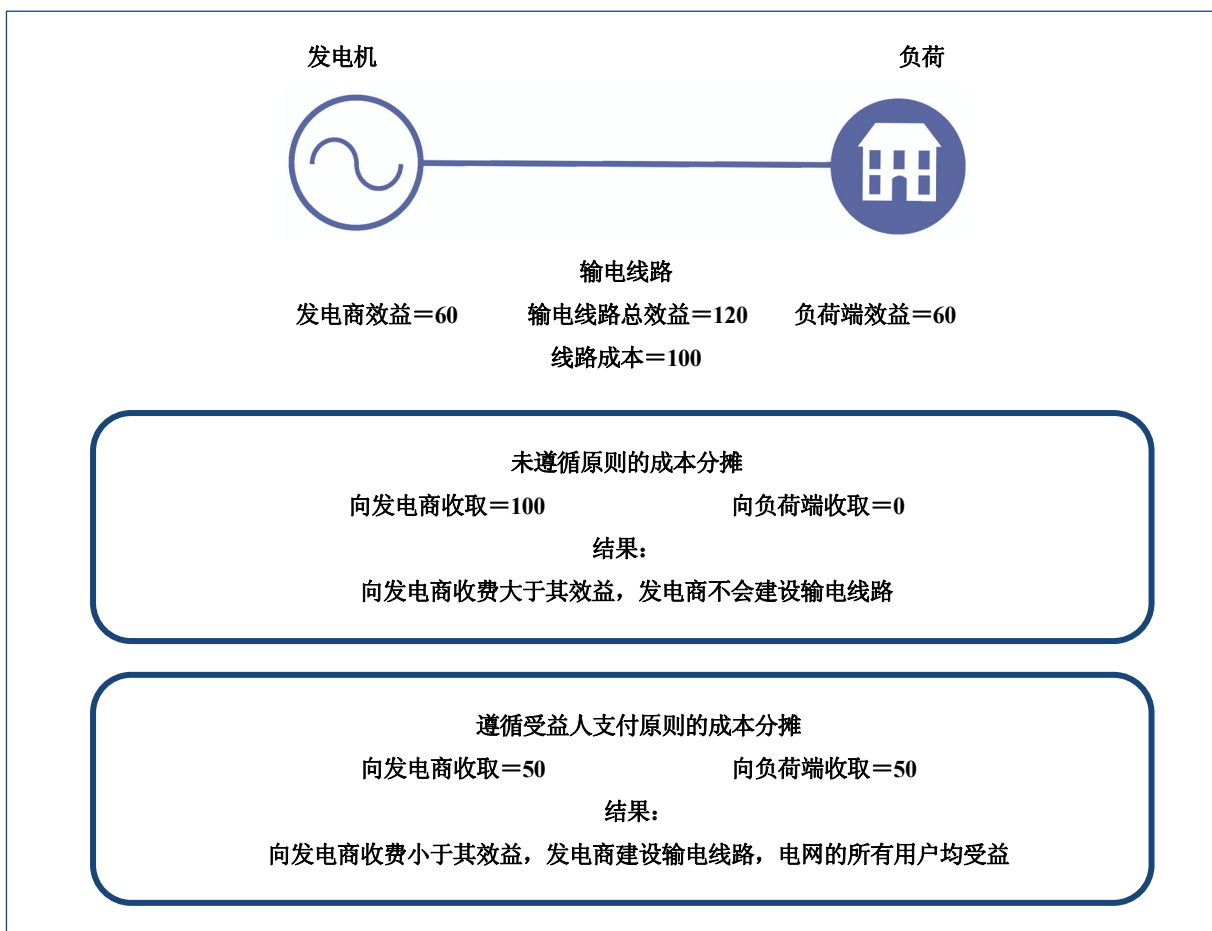 发电机 负荷
输电线路
发电商效益＝60 输电线路总效益＝120 负荷端效益＝60
线路成本＝100
未遵循原则的成本分摊
向发电商收取＝100 向负荷端收取＝0
结果：
向发电商收费大于其效益，发电商不会建设输电线路
遵循受益人支付原则的成本分摊
向发电商收取＝50 向负荷端收取＝50
结果：
向发电商收费小于其效益，发电商建设输电线路，电网的所有用户均受益